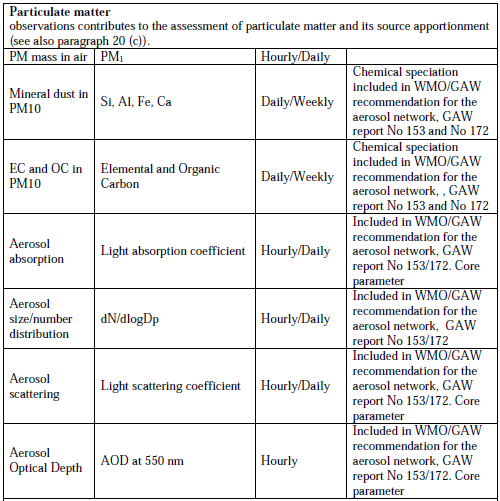 Particulate matter
observations contributes to the assessment of particulate matter and its source apportionment
(see also paragraph 20 (c)).
PM mass in air PM1 Hourly/Daily
Mineral dust in
PM10
Si, Al, Fe, Ca
Daily/Weekly
Chemical speciation
included in WMO/GAW
recommendation for the
aerosol network, GAW
report No 153 and No 172
EC and OC in
PM10
Elemental and Organic
Carbon
Daily/Weekly
Chemical speciation
included in WMO/GAW
recommendation for the
aerosol network, , GAW
report No 153 and No 172
Aerosol
absorption
Light absorption coefficient
Hourly/Daily
Included in WMO/GAW
recommendation for the
aerosol network, GAW
report No 153/172. Core
parameter
Aerosol
size/number
distribution
dN/dlogDp
Hourly/Daily
Included in WMO/GAW
recommendation for the
aerosol network,  GAW
report No 153/172
Aerosol
scattering
Light scattering coefficient
Hourly/Daily
Included in WMO/GAW
recommendation for the
aerosol network, GAW
report No 153/172. Core
parameter
Aerosol
Optical Depth
AOD at 550 nm
Hourly
Included in WMO/GAW
recommendation for the
aerosol network, GAW
report No 153/172. Core
parameter